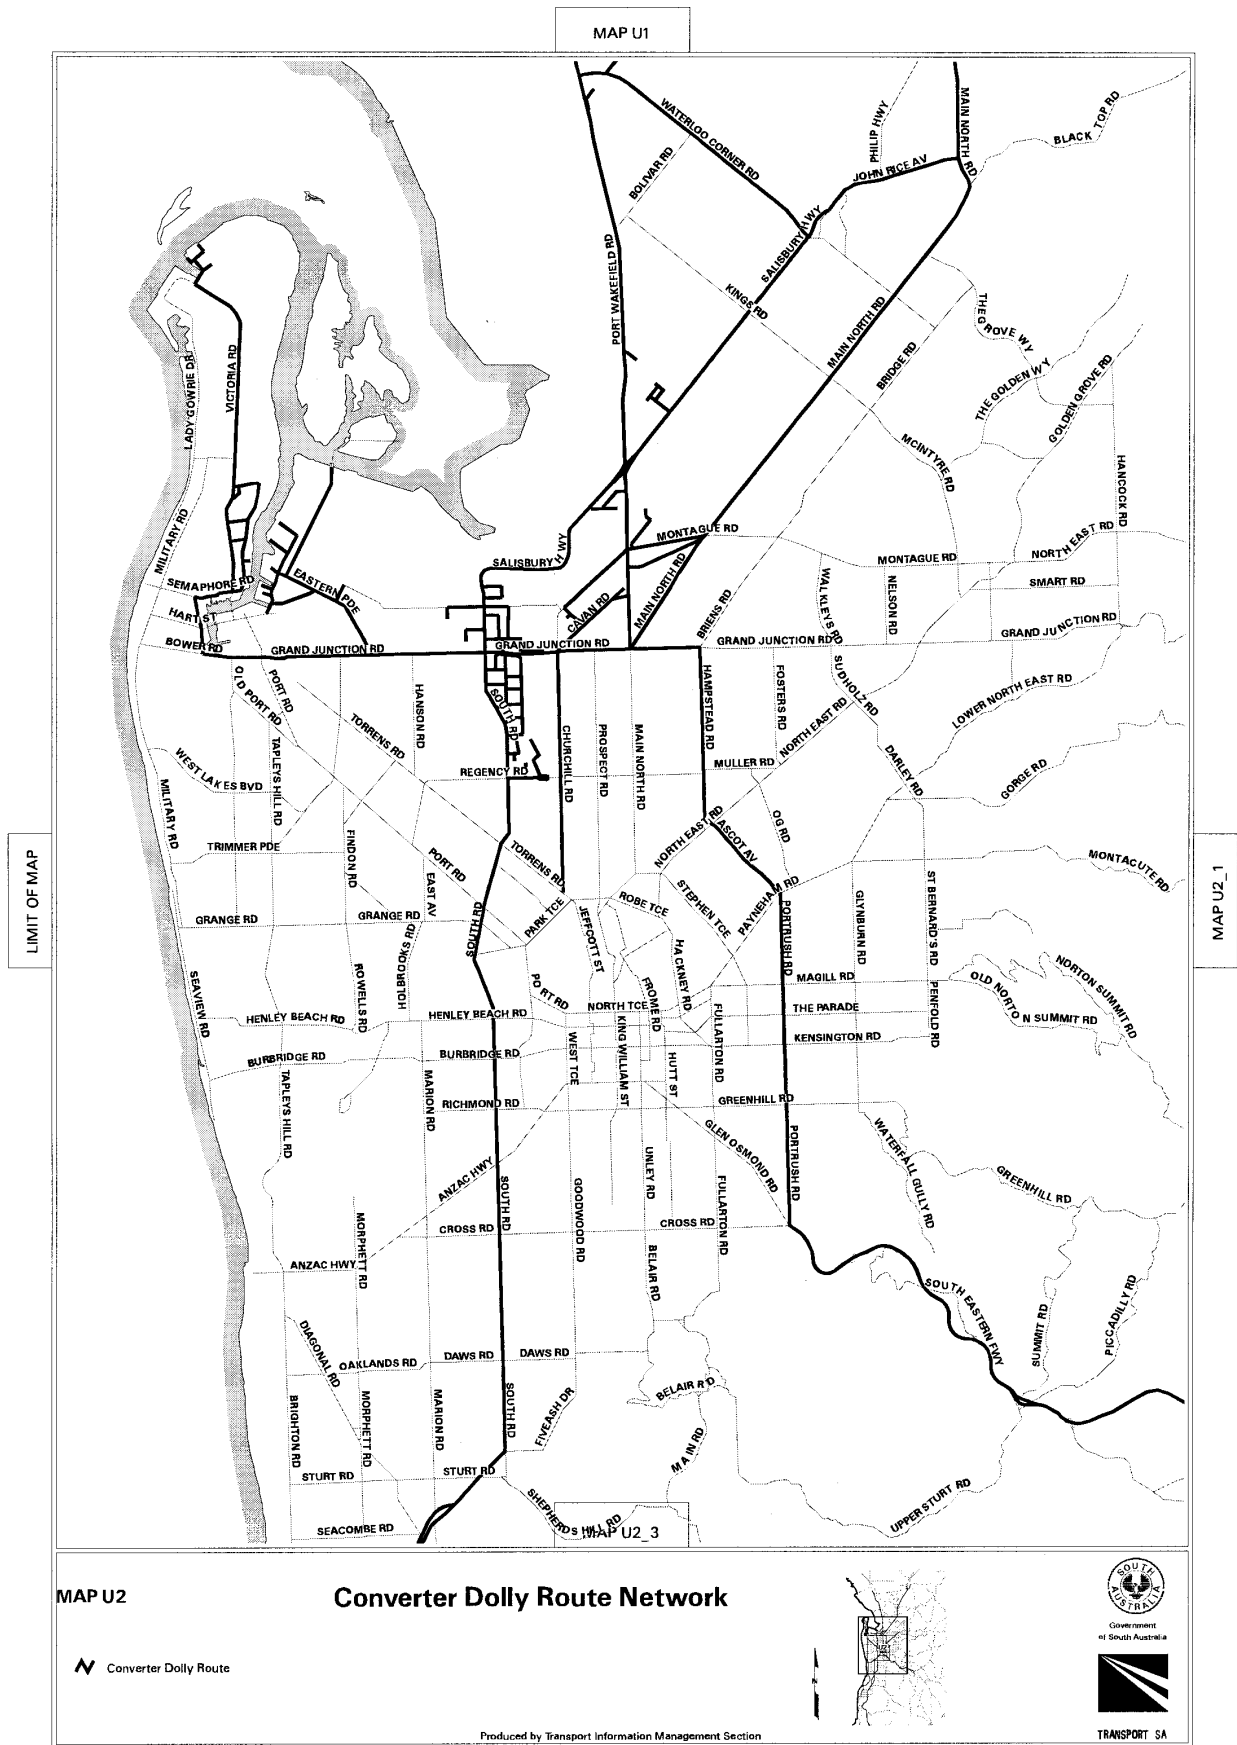 MAP U1
WATERLOO CORNER RD
BOLIVAR RD
PHILIP HWY
MAIN NORTH RD
BLACK TOP RD
JOHN RICE AV
SALISBURY HWY
PORT WAKEFIELD RD
KINGS RD
MAIN NORTH RD
BRIDGE RD
THE GROVE WY
THE GOLDEN WY
GOLDEN GROVE RD
LADY GOWRIE DR
VICTORIA RD
MCINTYRE RD
HANCOCK RD
MILITARY RD
MONTAGUE RD
MONTAGUE RD
NORTH EAST RD
SALISBURY HWY
SEMAPHORE RD
EASTERN PDE
CAVAN RD
MAIN NORTH RD
BRIENS RD
WALKLEYS RD
NELSON RD
SMART RD
HART ST
BOWER RD
GRAND JUNCTION RD
GRAND JUNCTION RD
GRAND JUNCTION RD
GRAND JUNCTION RD
OLD PORT RD
PORT RD
HANSON RD
SOUTH RD
HAMPSTEAD RD
FOSTERS RD
SUDHOLZ RD
LOWER NORTH EAST RD
TORRENS RD
TAPLEYS HILL RD
CHURCHILL RD
PROSPECT RD
MAIN NORTH RD
NORTH EAST RD
WEST LAKES BVD
REGENCY RD
MULLER RD
DARLEY RD
GORGE RD
MILITARY RD
TRIMMER PDE
FINDON RD
PORT RD
TORRENS RD
NORTH EAST RD
ASCOT AV
OG RD
MONTACUTE RD
EAST AV
GRANGE RD
GRANGE RD
SOUTH RD
PARK TCE
JEFFCOTT ST
ROBE TCE
STEPHEN TCE
PAYNEHAM RD
PORTRUSH RD
GLYNBURN RD
ST BERNARD'S RD
HOLBROOKS RD
ROWELLS RD
SEAVIEW RD
HACKNEY RD
FROME RD
MAGILL RD
OLD NORTON SUMMIT RD
NORTON SUMMIT RD
PORT RD
NORTH TCE
THE PARADE
PENFOLD RD
HENLEY BEACH RD
HENLEY BEACH RD
KENSINGTON RD
BURBRIDGE RD
BURBRIDGE RD
WEST TCE
KING WILLIAM ST
HUTT ST
FULLARTON RD
TAPLEYS HILL RD
MARION RD
RICHMOND RD
GREENHILL RD
GLEN OSMOND RD
PORTRUSH RD
WATERFALL GULLY RD
GREENHILL RD
ANZAC HWY
SOUTH RD
GOODWOOD RD
UNLEY RD
FULLARTON RD
MORPHETT RD
CROSS RD
CROSS RD
ANZAC HWY
BELAIR RD
SOUTH EASTERN FWY
SUMMIT RD
PICCADILLY RD
DIAGONAL RD
OAKLANDS RD
DAWS RD
DAWS RD
BELAIR RD
BRIGHTON RD
MORPHETT RD
MARION RD
SOUTH RD
FIVEASH DR
MAIN RD
STURT RD
STURT RD
SHEPHERDS HILL RD
UPPER STURT RD
SEACOMBE RD
MAP U2_3
LIMIT OF MAP
MAP U2_1
MAP U2
Converter Dolly Route Network
Converter Dolly Route
N
SOUTH AUSTRALIA
Government
of South Australia
TRANSPORT SA
Produced by Transport Information Management Section